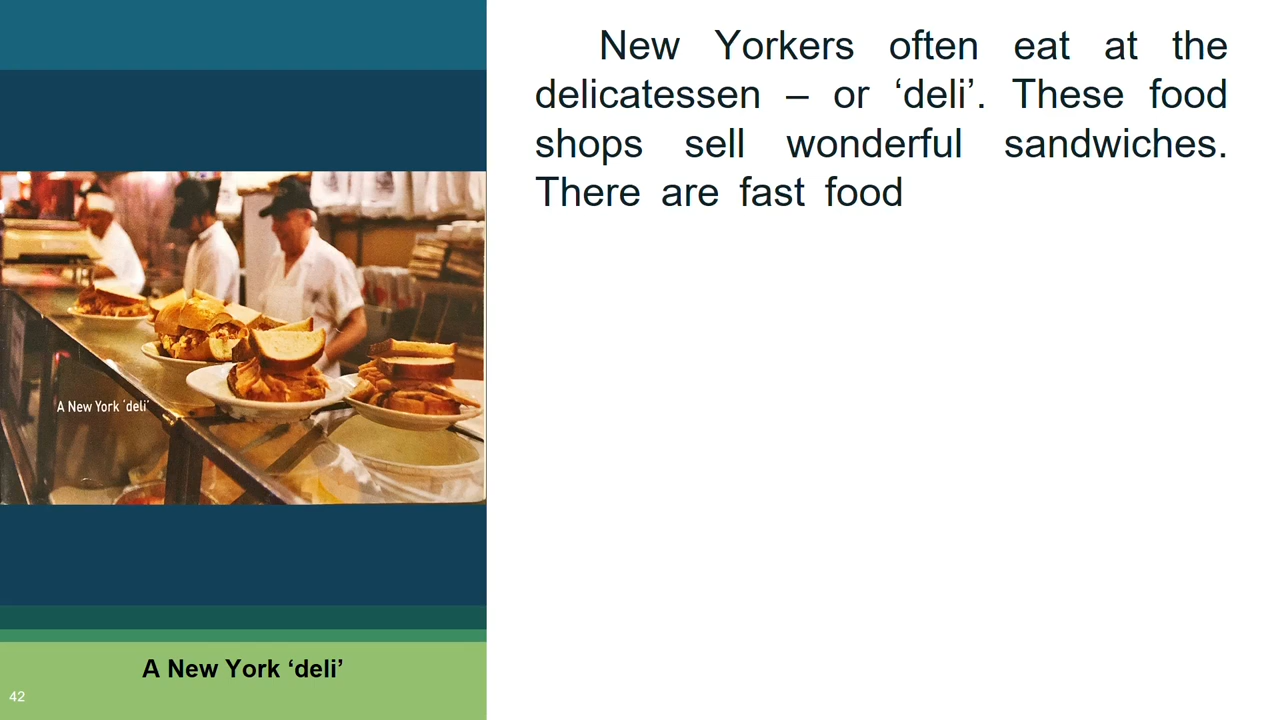 New Yorkers often eat at the
delicatessen – or ‘deli’. These food
shops sell wonderful sandwiches.
There are fast food
A New York ‘deli’
A New York ‘deli’
42